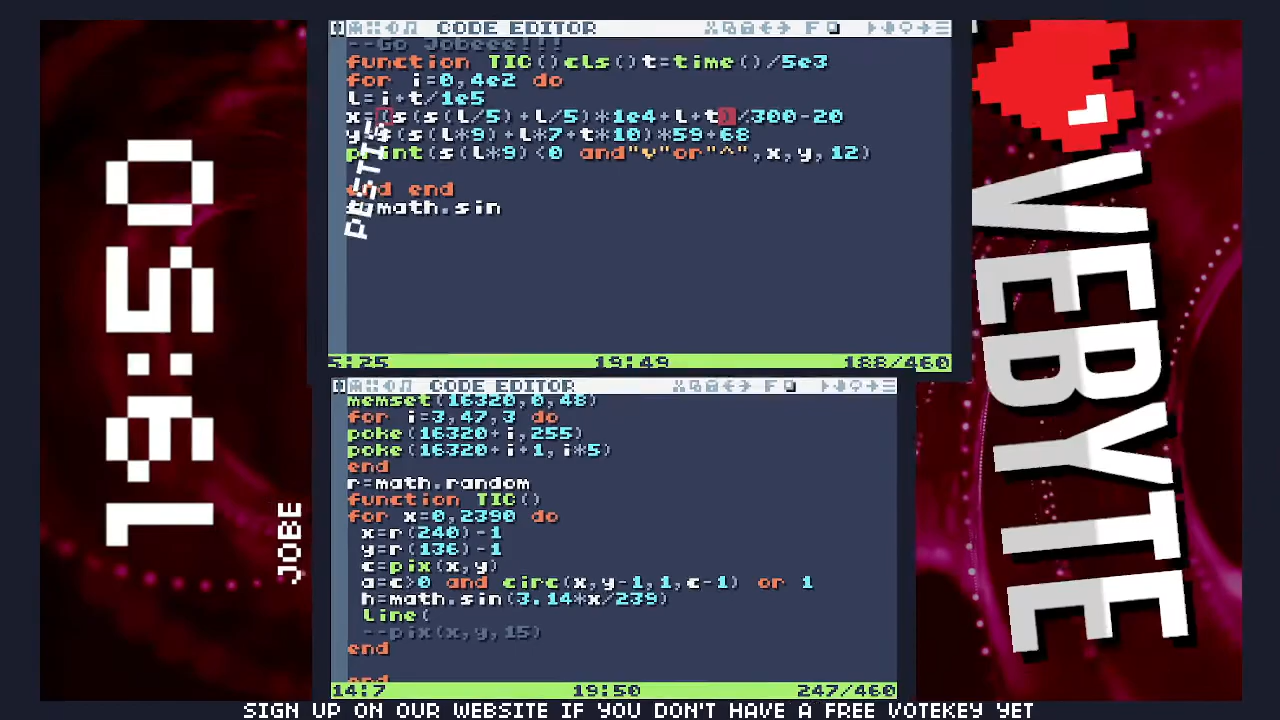 CODE EDITOR
--Go Jobeee!!!
function TIC()cls()t=time()/5e3
for i=0,4e2 do
l=i+t/1e5
x=(s(s(l/5)+l/5)*1e4+l+t)/300-20
s(l*9)+l*7+t*10)*59+68
print(s(l*9)<0 and"v"or"^",x,y,12)
end end
math.sin
5:25 19:49 188/460
PESTIS
CODE EDITOR
memset(16320,0,48)
for i=3,47,3 do
poke(16320+i,255)
poke(16320+i+1,i*5)
end
r=math.random
function TIC()
for x=0,2390 do
x=r(240)-1
y=r(136)-1
c=pix(x,y)
a=c>0 and circ(x,y-1,1,c-1) or 1
h=math.sin(3.14*x/239)
line(
--pix(x,y,15)
end
end
14:7 19:50 247/460
19:50
JOBE
VEBYTE
SIGN UP ON OUR WEBSITE IF YOU DON'T HAVE A FREE VOTEKEY YET